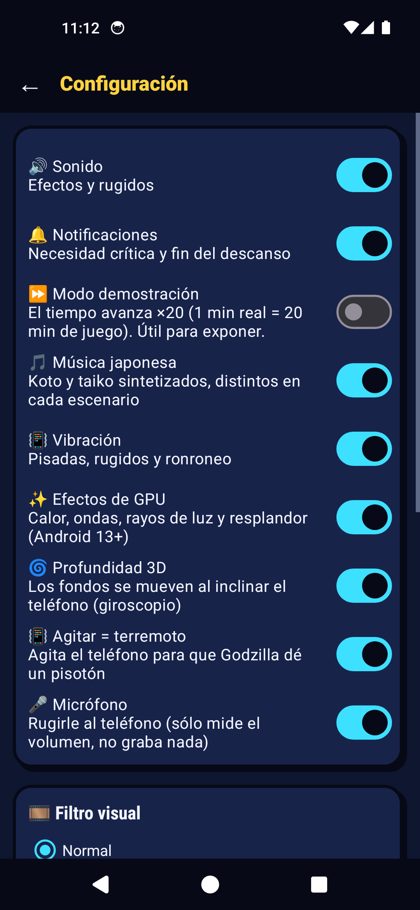 11:12
← Configuración
🔊 Sonido
Efectos y rugidos
🔔 Notificaciones
Necesidad crítica y fin del descanso
⏩ Modo demostración
El tiempo avanza ×20 (1 min real = 20
min de juego). Útil para exponer.
🎵 Música japonesa
Koto y taiko sintetizados, distintos en
cada escenario
📳 Vibración
Pisadas, rugidos y ronroneo
✨ Efectos de GPU
Calor, ondas, rayos de luz y resplandor
(Android 13+)
🌀 Profundidad 3D
Los fondos se mueven al inclinar el
teléfono (giroscopio)
📳 Agitar = terremoto
Agita el teléfono para que Godzilla dé
un pisotón
🎤 Micrófono
Rugirle al teléfono (sólo mide el
volumen, no graba nada)
🎞️ Filtro visual
Normal